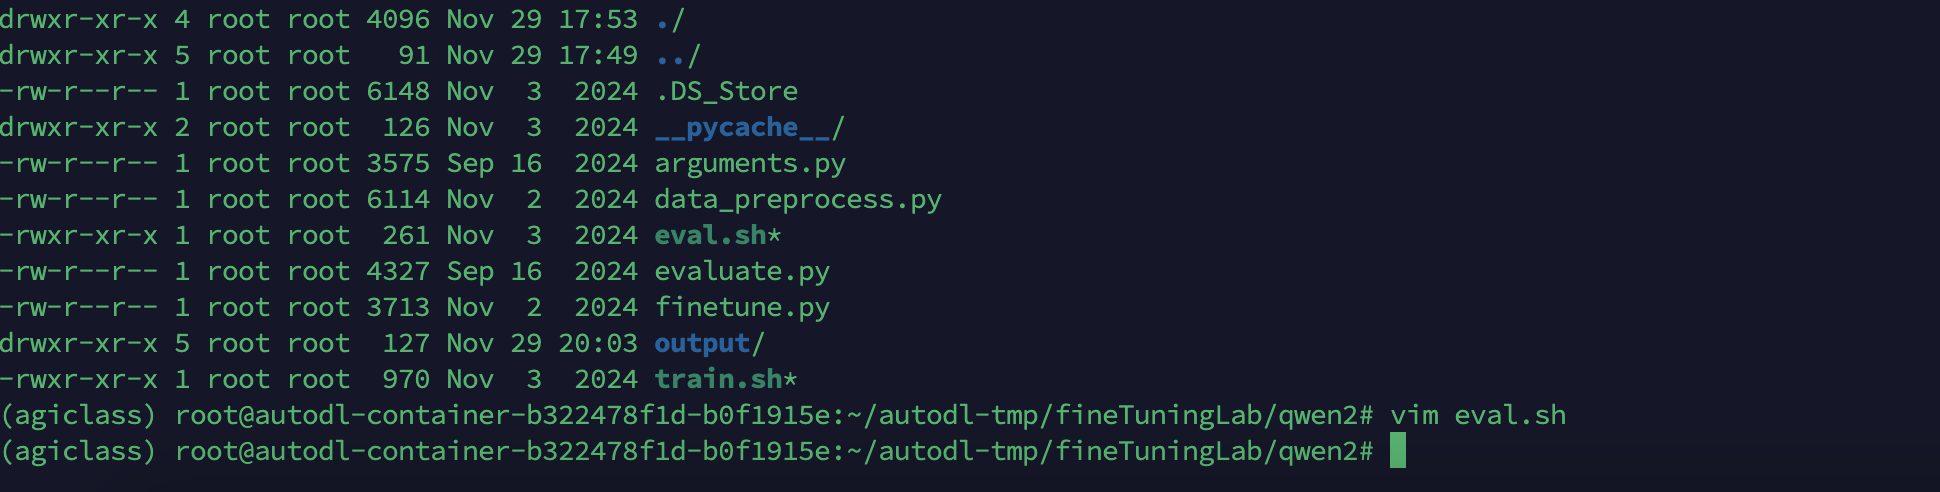 drwxr-xr-x 4 root root 4096 Nov 29 17:53 ./
drwxr-xr-x 5 root root   91 Nov 29 17:49 ../
-rw-r--r-- 1 root root 6148 Nov  3  2024 .DS_Store
drwxr-xr-x 2 root root  126 Nov  3  2024 __pycache__/
-rw-r--r-- 1 root root 3575 Sep 16  2024 arguments.py
-rw-r--r-- 1 root root 6114 Nov  2  2024 data_preprocess.py
-rwxr-xr-x 1 root root  261 Nov  3  2024 eval.sh*
-rw-r--r-- 1 root root 4327 Sep 16  2024 evaluate.py
-rw-r--r-- 1 root root 3713 Nov  2  2024 finetune.py
drwxr-xr-x 5 root root  127 Nov 29 20:03 output/
-rwxr-xr-x 1 root root  970 Nov  3  2024 train.sh*
(agiclass) root@autodl-container-b322478f1d-b0f1915e:~/autodl-tmp/fineTuningLab/qwen2# vim eval.sh
(agiclass) root@autodl-container-b322478f1d-b0f1915e:~/autodl-tmp/fineTuningLab/qwen2#